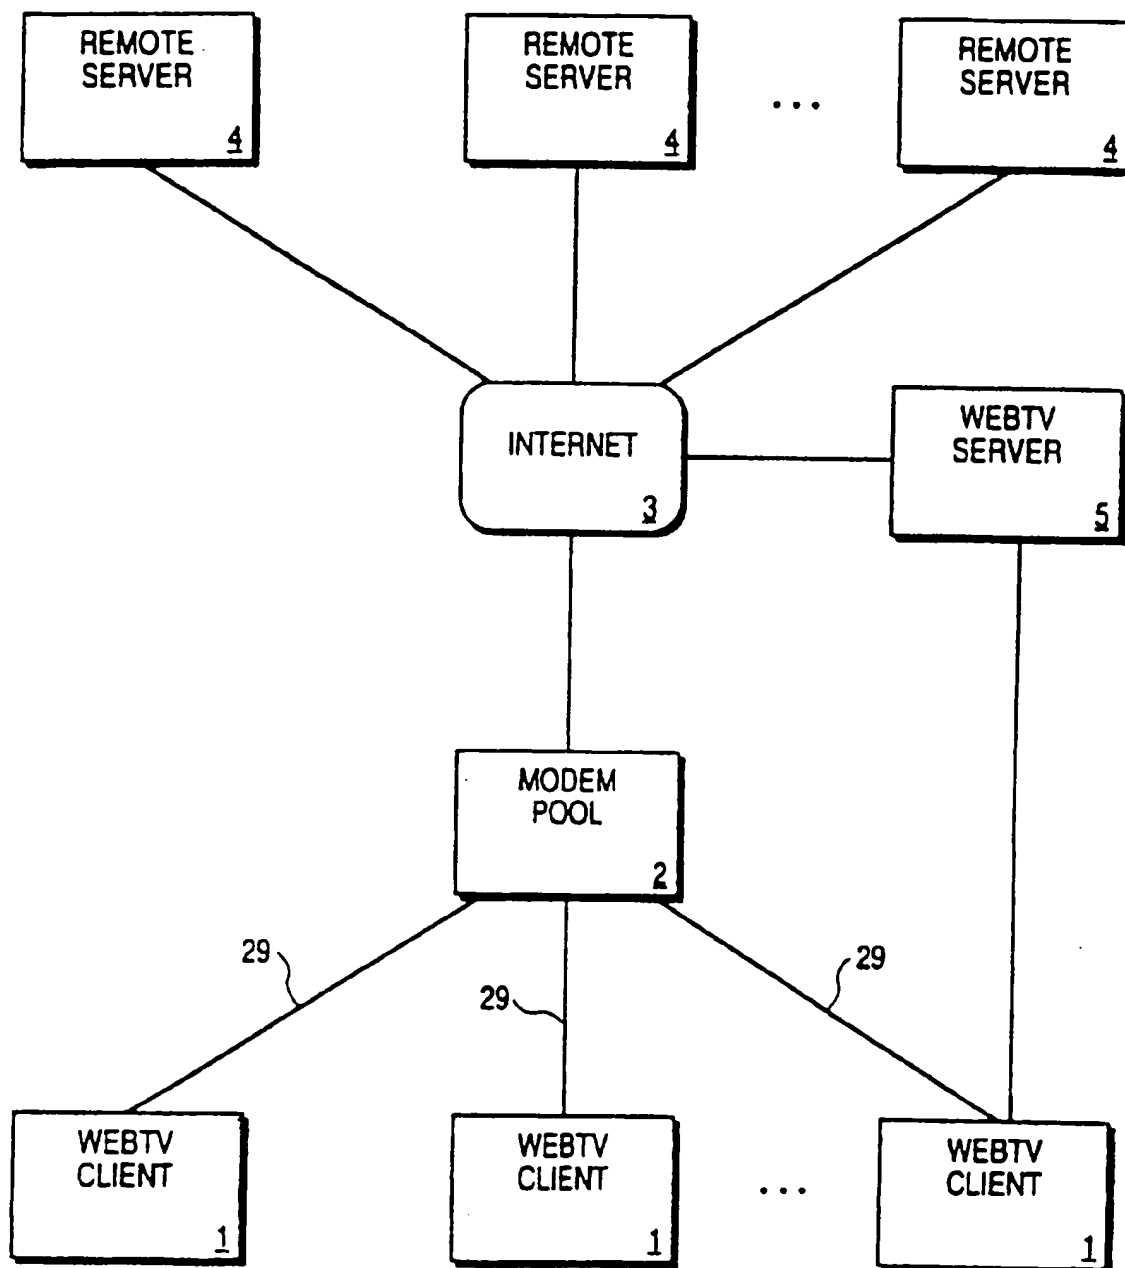 REMOTE
SERVER
4
REMOTE
SERVER
4
...
REMOTE
SERVER
4
INTERNET
3
WEBTV
SERVER
5
MODEM
POOL
2
29
29
29
WEBTV
CLIENT
1
WEBTV
CLIENT
1
...
WEBTV
CLIENT
1